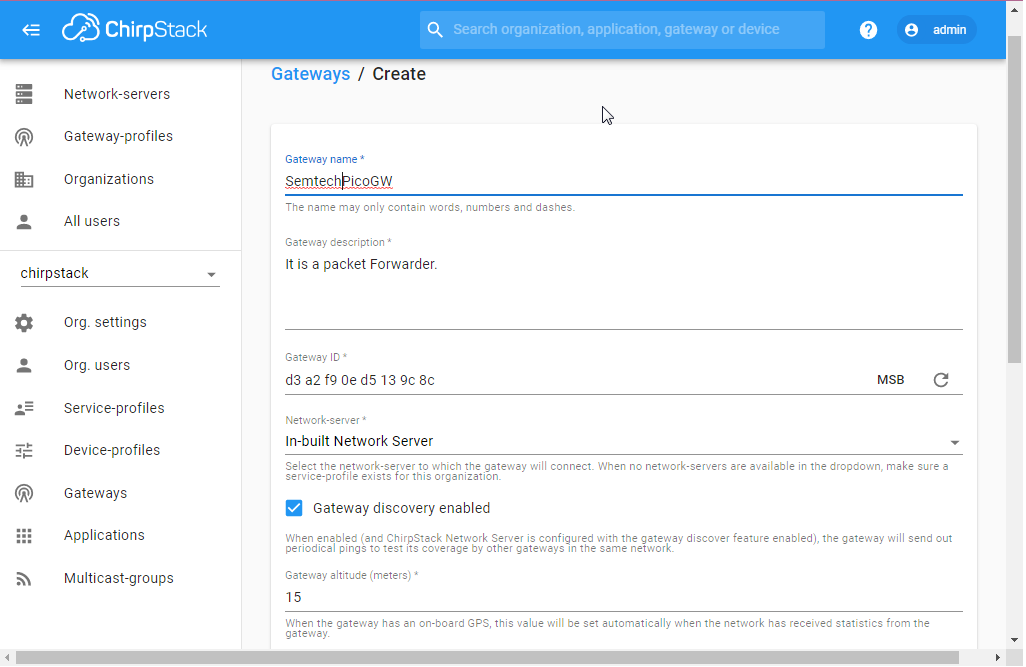 ChirpStack
Search organization, application, gateway or device
? admin
Network-servers
Gateway-profiles
Organizations
All users
chirpstack
Org. settings
Org. users
Service-profiles
Device-profiles
Gateways
Applications
Multicast-groups
Gateways / Create
Gateway name *
SemtechPicoGW
The name may only contain words, numbers and dashes.
Gateway description *
It is a packet Forwarder.
Gateway ID *
d3 a2 f9 0e d5 13 9c 8c MSB
Network-server *
In-built Network Server
Select the network-server to which the gateway will connect. When no network-servers are available in the dropdown, make sure a
service-profile exists for this organization.
Gateway discovery enabled
When enabled (and ChirpStack Network Server is configured with the gateway discover feature enabled), the gateway will send out
periodical pings to test its coverage by other gateways in the same network.
Gateway altitude (meters) *
15
When the gateway has an on-board GPS, this value will be set automatically when the network has received statistics from the
gateway.